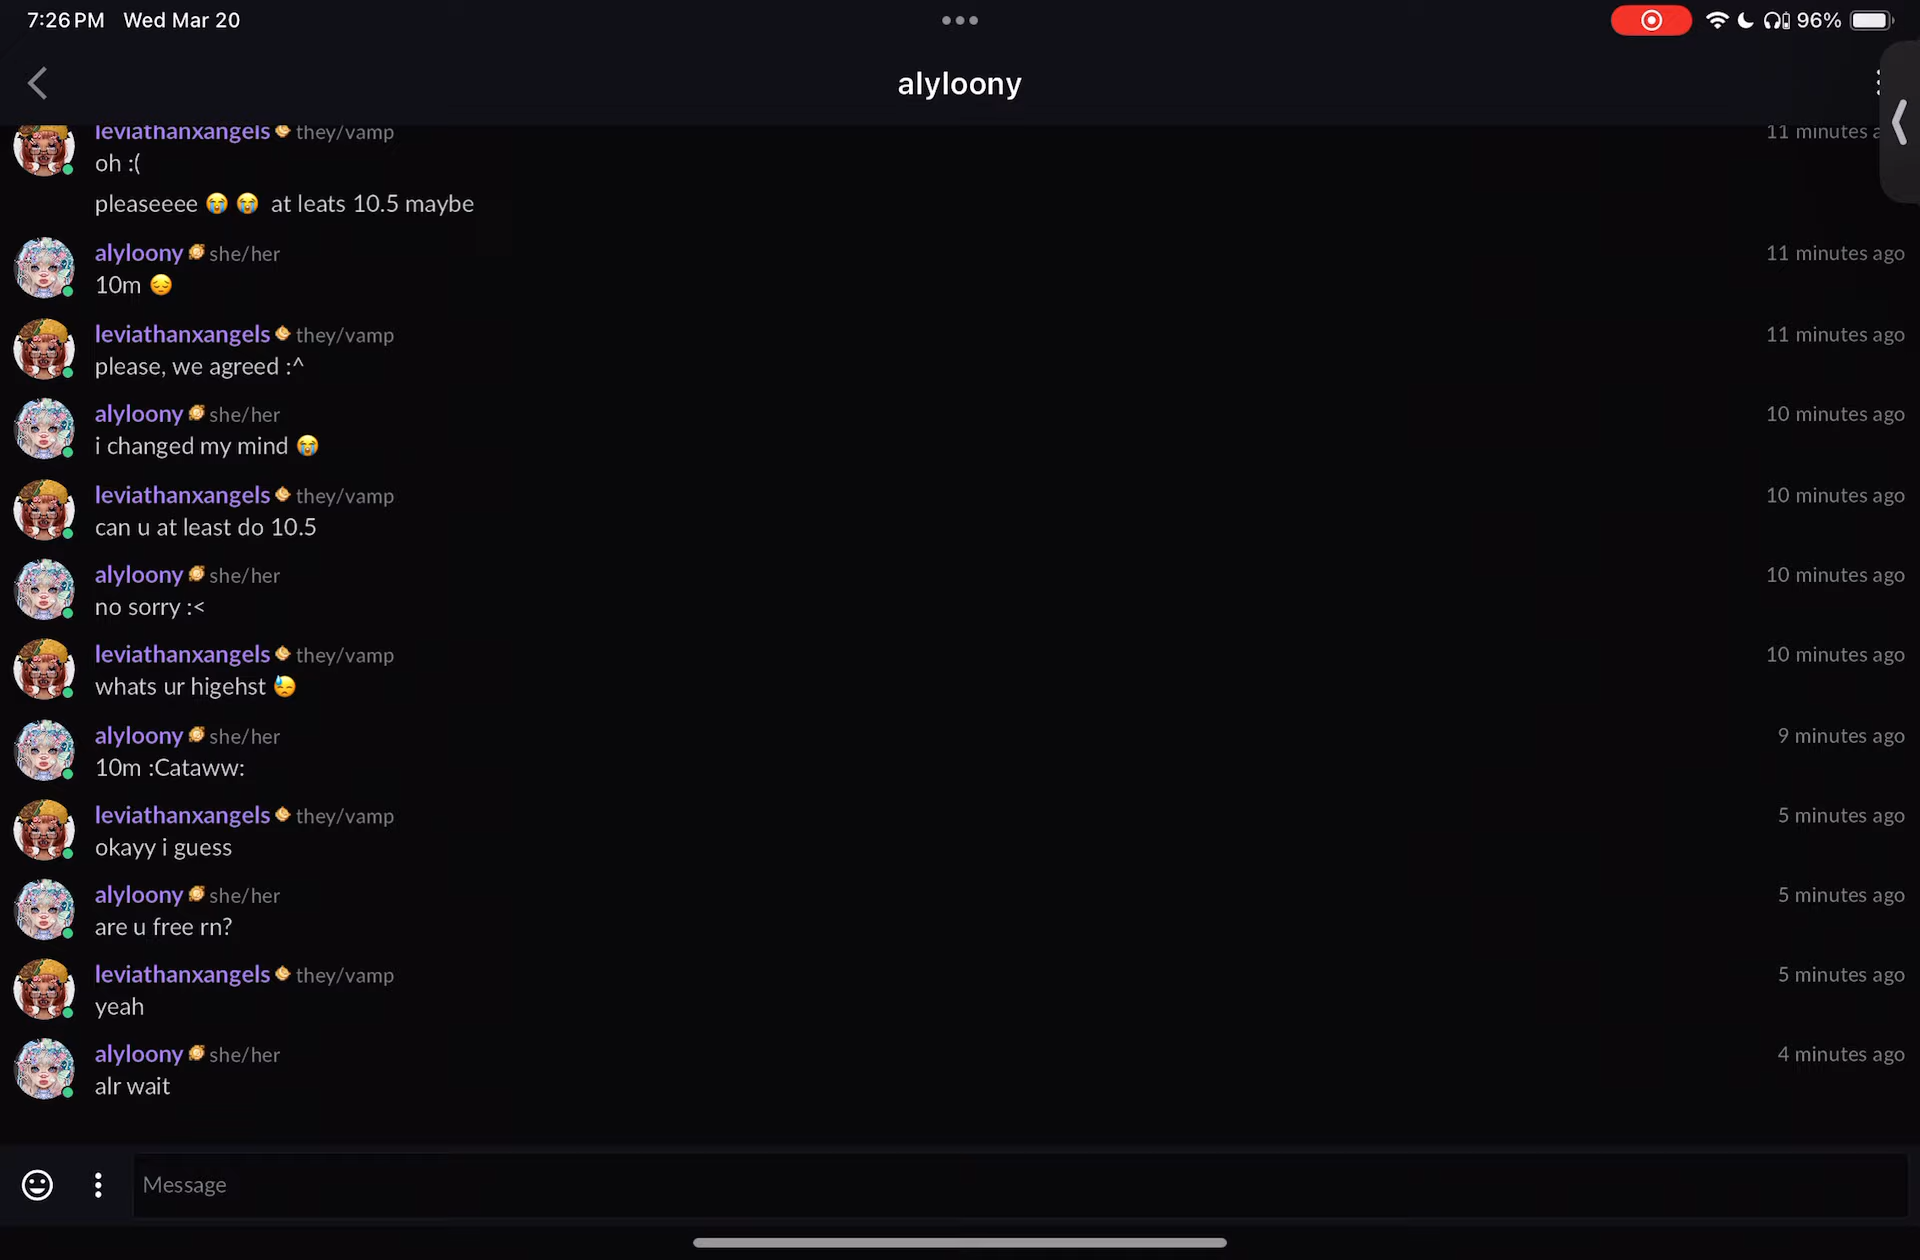 7:26 PM Wed Mar 20
96%
alyloony
leviathanxangels they/vamp 11 minutes a
oh :(
pleaseeee 😭 😭 at leats 10.5 maybe
alyloony she/her 11 minutes ago
10m 😔
leviathanxangels they/vamp 11 minutes ago
please, we agreed :^
alyloony she/her 10 minutes ago
i changed my mind 😭
leviathanxangels they/vamp 10 minutes ago
can u at least do 10.5
alyloony she/her 10 minutes ago
no sorry :<
leviathanxangels they/vamp 10 minutes ago
whats ur higehst 😓
alyloony she/her 9 minutes ago
10m :Cataww:
leviathanxangels they/vamp 5 minutes ago
okayy i guess
alyloony she/her 5 minutes ago
are u free rn?
leviathanxangels they/vamp 5 minutes ago
yeah
alyloony she/her 4 minutes ago
alr wait
Message